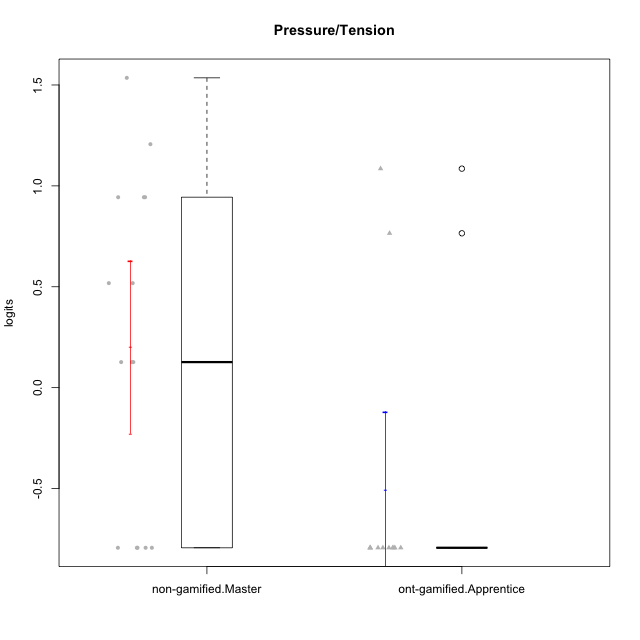 Pressure/Tension
logits
1.5
1.0
0.5
0.0
-0.5
non-gamified.Master
ont-gamified.Apprentice